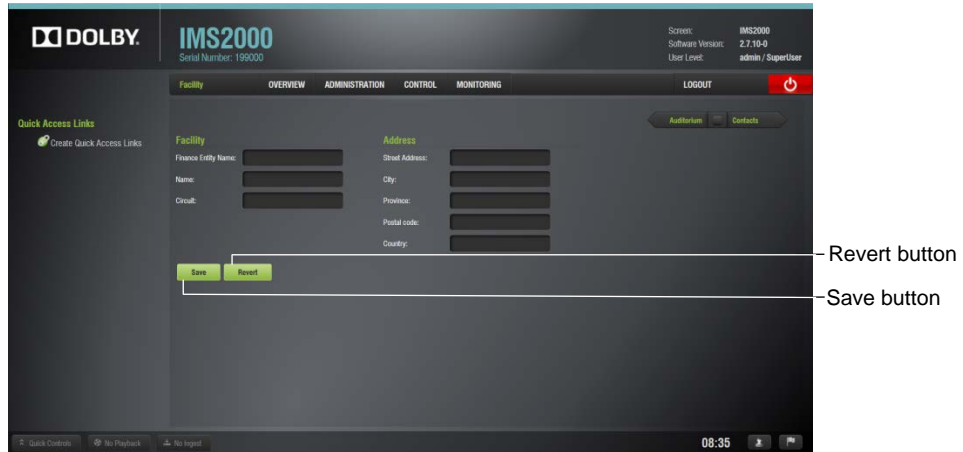 DOLBY.
IMS2000
Serial Number: 199000
Screen: IMS2000
Software Version: 2.7.10-0
User Level: admin / SuperUser
Facility OVERVIEW ADMINISTRATION CONTROL MONITORING LOGOUT
Quick Access Links
Create Quick Access Links
Auditorium Contacts
Facility
Finance Entity Name:
Name:
Circuit:
Address
Street Address:
City:
Province:
Postal code:
Country:
Save Revert
Revert button
Save button
Quick Controls No Playback No Ingest 08:35